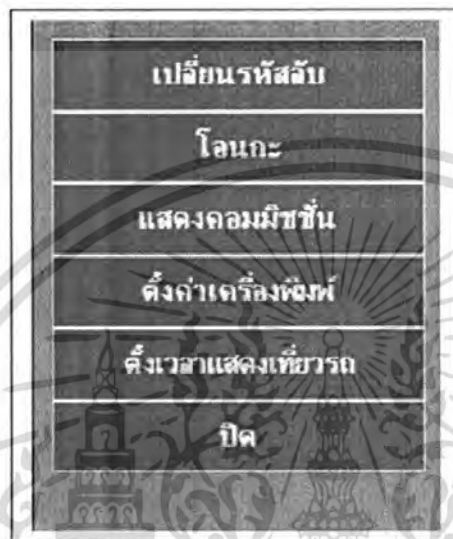 เปลี่ยนรหัสลับ
โอนกะ
แสดงคอมมิชชั่น
ตั้งค่าเครื่องพิมพ์
ตั้งเวลาแสดงเที่ยวรถ
ปิด